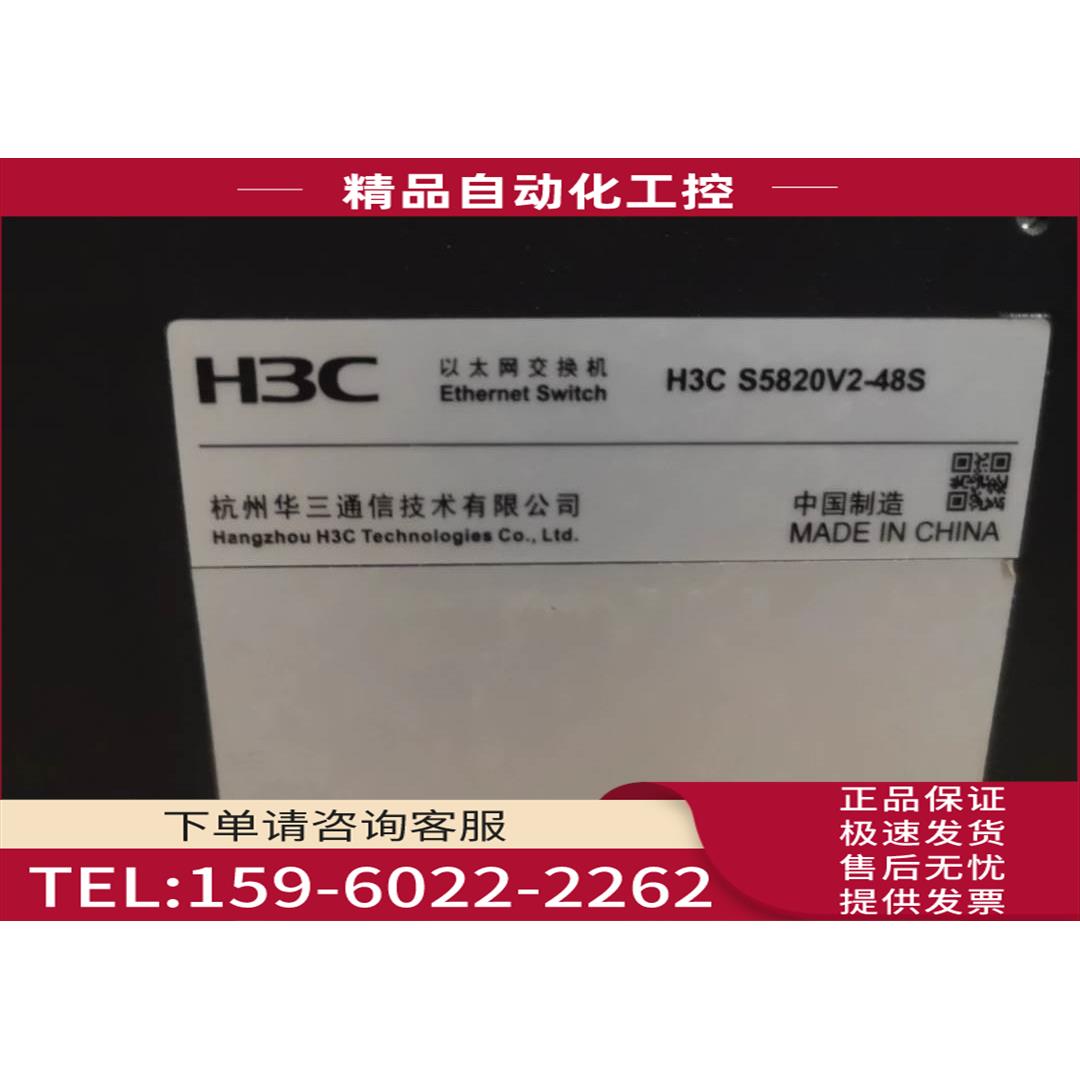 精品自动化工控
H3C 以太网交换机 H3C S5820V2-48S
Ethernet Switch
杭州华三通信技术有限公司 中国制造
Hangzhou H3C Technologies Co., Ltd. MADE IN CHINA
下单请咨询客服
TEL:159-6022-2262
正品保证
极速发货
售后无忧
提供发票